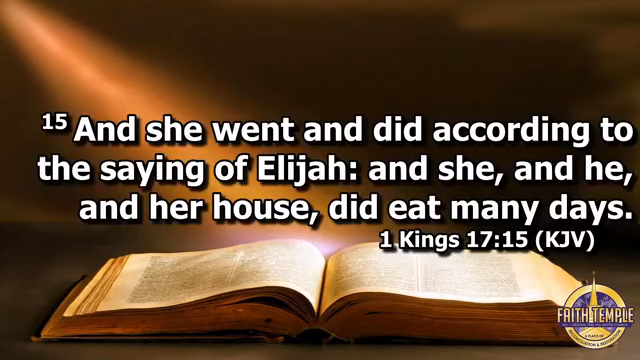 15 And she went and did according to
the saying of Elijah: and she, and he,
and her house, did eat many days.
1 Kings 17:15 (KJV)
FAITH TEMPLE